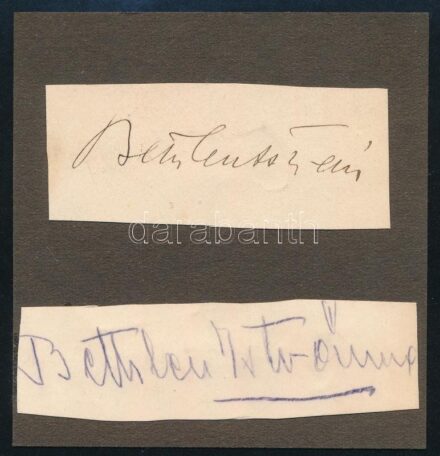 Bethlen István
darabanth
Bethlen Istvánné